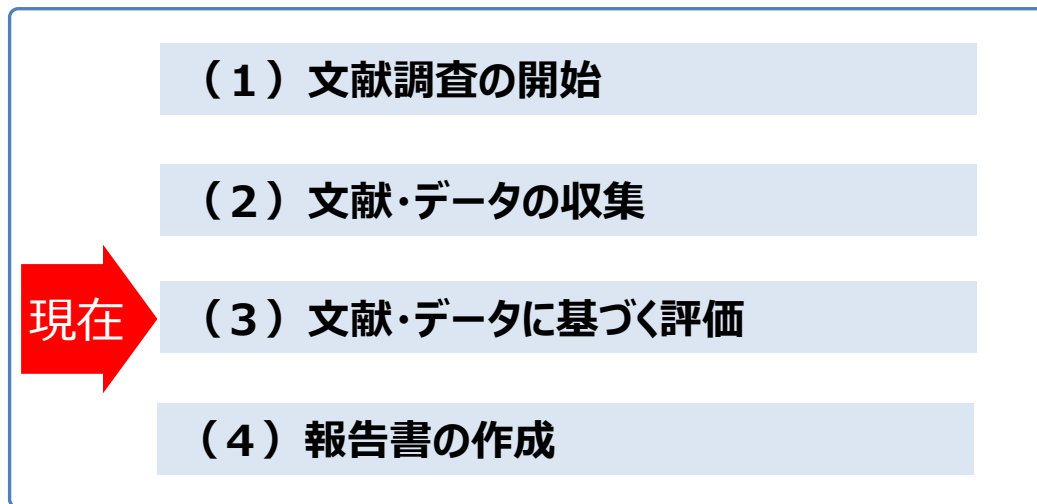 （１）文献調査の開始
（２）文献・データの収集
現在
（３）文献・データに基づく評価
（４）報告書の作成